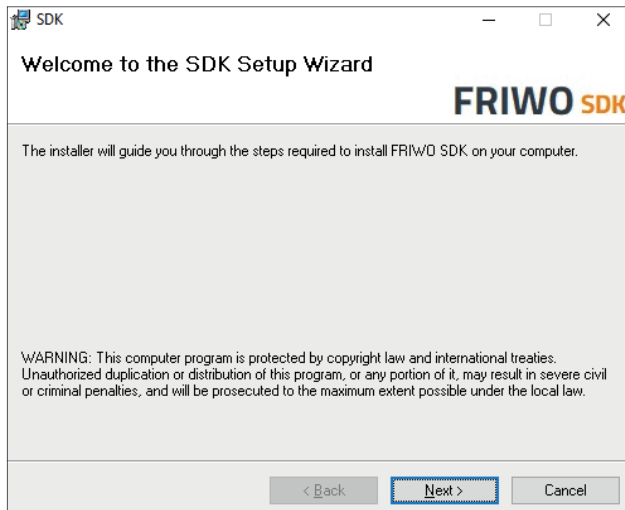 SDK
Welcome to the SDK Setup Wizard
FRIWO SDK
The installer will guide you through the steps required to install FRIWO SDK on your computer.
WARNING: This computer program is protected by copyright law and international treaties.
Unauthorized duplication or distribution of this program, or any portion of it, may result in severe civil
or criminal penalties, and will be prosecuted to the maximum extent possible under the local law.
< Back Next > Cancel